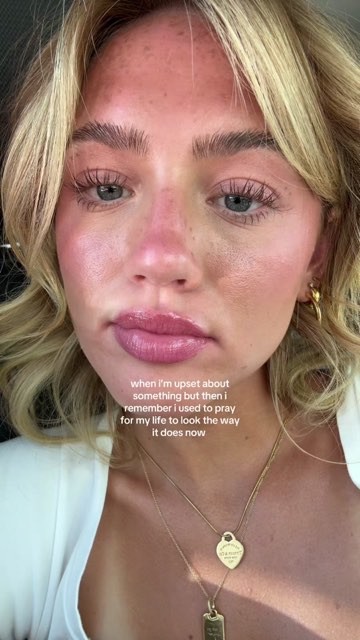 when i'm upset about
something but then i
remember i used to pray
for my life to look the way
it does now